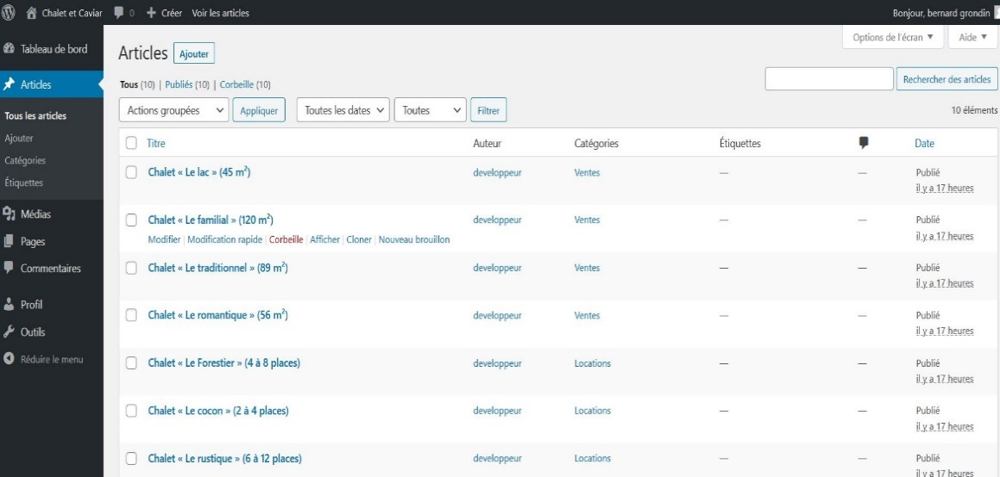 Chalet et Caviar 0 Créer Voir les articles Bonjour, bernard grondin
Options de l'écran ▼ Aide ▼
Tableau de bord
Articles
Tous les articles
Ajouter
Catégories
Étiquettes
Médias
Pages
Commentaires
Profil
Outils
Réduire le menu
Articles Ajouter
Tous (10) | Publiés (10) | Corbeille (10)
Rechercher des articles
Actions groupées Appliquer Toutes les dates Toutes Filtrer 10 éléments
Titre Auteur Catégories Étiquettes Date
Chalet « Le lac » (45 m²) developpeur Ventes — — Publié
il y a 17 heures
Chalet « Le familial » (120 m²) developpeur Ventes — — Publié
Modifier | Modification rapide | Corbeille | Afficher | Cloner | Nouveau brouillon il y a 17 heures
Chalet « Le traditionnel » (89 m²) developpeur Ventes — — Publié
il y a 17 heures
Chalet « Le romantique » (56 m²) developpeur Ventes — — Publié
il y a 17 heures
Chalet « Le Forestier » (4 à 8 places) developpeur Locations — — Publié
il y a 17 heures
Chalet « Le cocon » (2 à 4 places) developpeur Locations — — Publié
il y a 17 heures
Chalet « Le rustique » (6 à 12 places) developpeur Locations — — Publié
il y a 17 heures